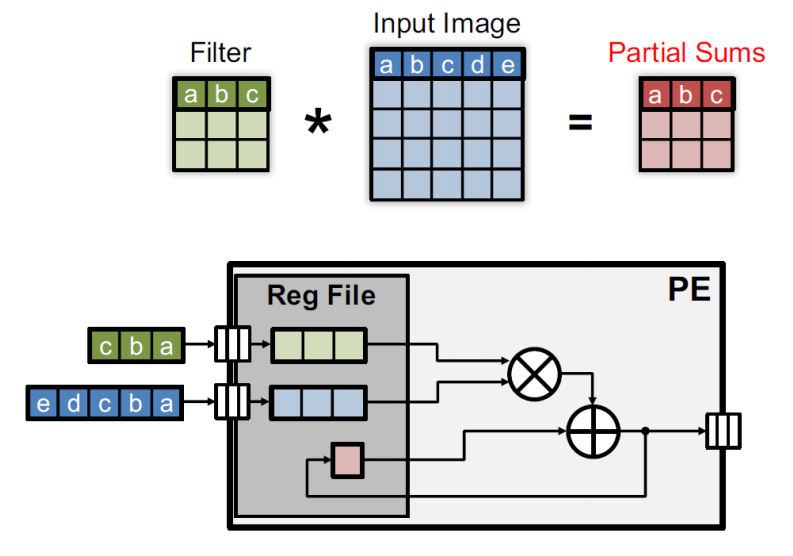 Input Image
Filter
Partial Sums
a b c d e
a b c
a b c
*
=
PE
Reg File
c b a
e d c b a